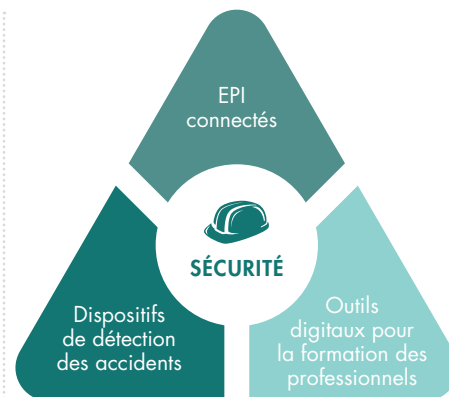 EPI
connectés
SÉCURITÉ
Dispositifs
de détection
des accidents
Outils
digitaux pour
la formation des
professionnels